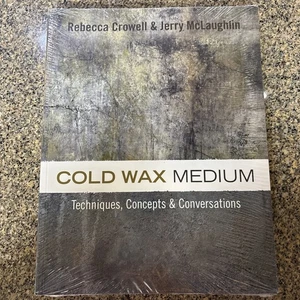 Rebecca Crowell & Jerry McLaughlin
COLD WAX MEDIUM
Techniques, Concepts & Conversations